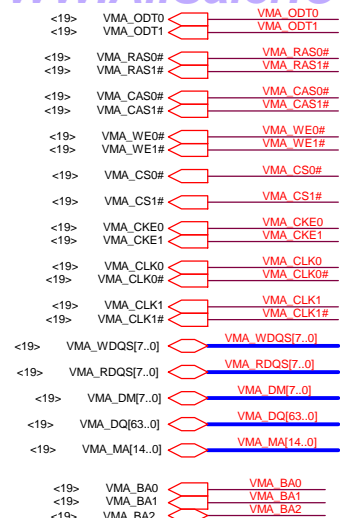 <19> VMA_ODT0 VMA_ODT0
<19> VMA_ODT1 VMA_ODT1
<19> VMA_RAS0# VMA_RAS0#
<19> VMA_RAS1# VMA_RAS1#
<19> VMA_CAS0# VMA_CAS0#
<19> VMA_CAS1# VMA_CAS1#
<19> VMA_WE0# VMA_WE0#
<19> VMA_WE1# VMA_WE1#
<19> VMA_CS0# VMA_CS0#
<19> VMA_CS1# VMA_CS1#
<19> VMA_CKE0 VMA_CKE0
<19> VMA_CKE1 VMA_CKE1
<19> VMA_CLK0 VMA_CLK0
<19> VMA_CLK0# VMA_CLK0#
<19> VMA_CLK1 VMA_CLK1
<19> VMA_CLK1# VMA_CLK1#
<19> VMA_WDQS[7..0] VMA_WDQS[7..0]
<19> VMA_RDQS[7..0] VMA_RDQS[7..0]
<19> VMA_DM[7..0] VMA_DM[7..0]
<19> VMA_DQ[63..0] VMA_DQ[63..0]
<19> VMA_MA[14..0] VMA_MA[14..0]
<19> VMA_BA0 VMA_BA0
<19> VMA_BA1 VMA_BA1
<19> VMA_BA2 VMA_BA2